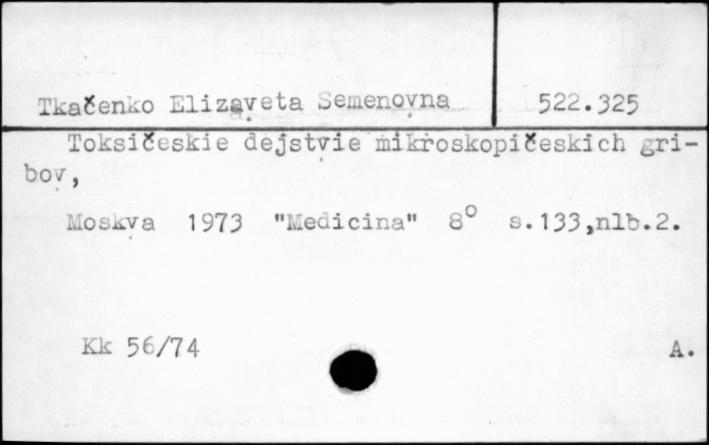 Tkačenko Elizaveta Semenovna 522.325
Toksičeskie dejstvie mikroskopičeskich gri-
bov,
Moskva 1973 "Medicina" 8° s.133,nlb.2.
Kk 56/74 A.